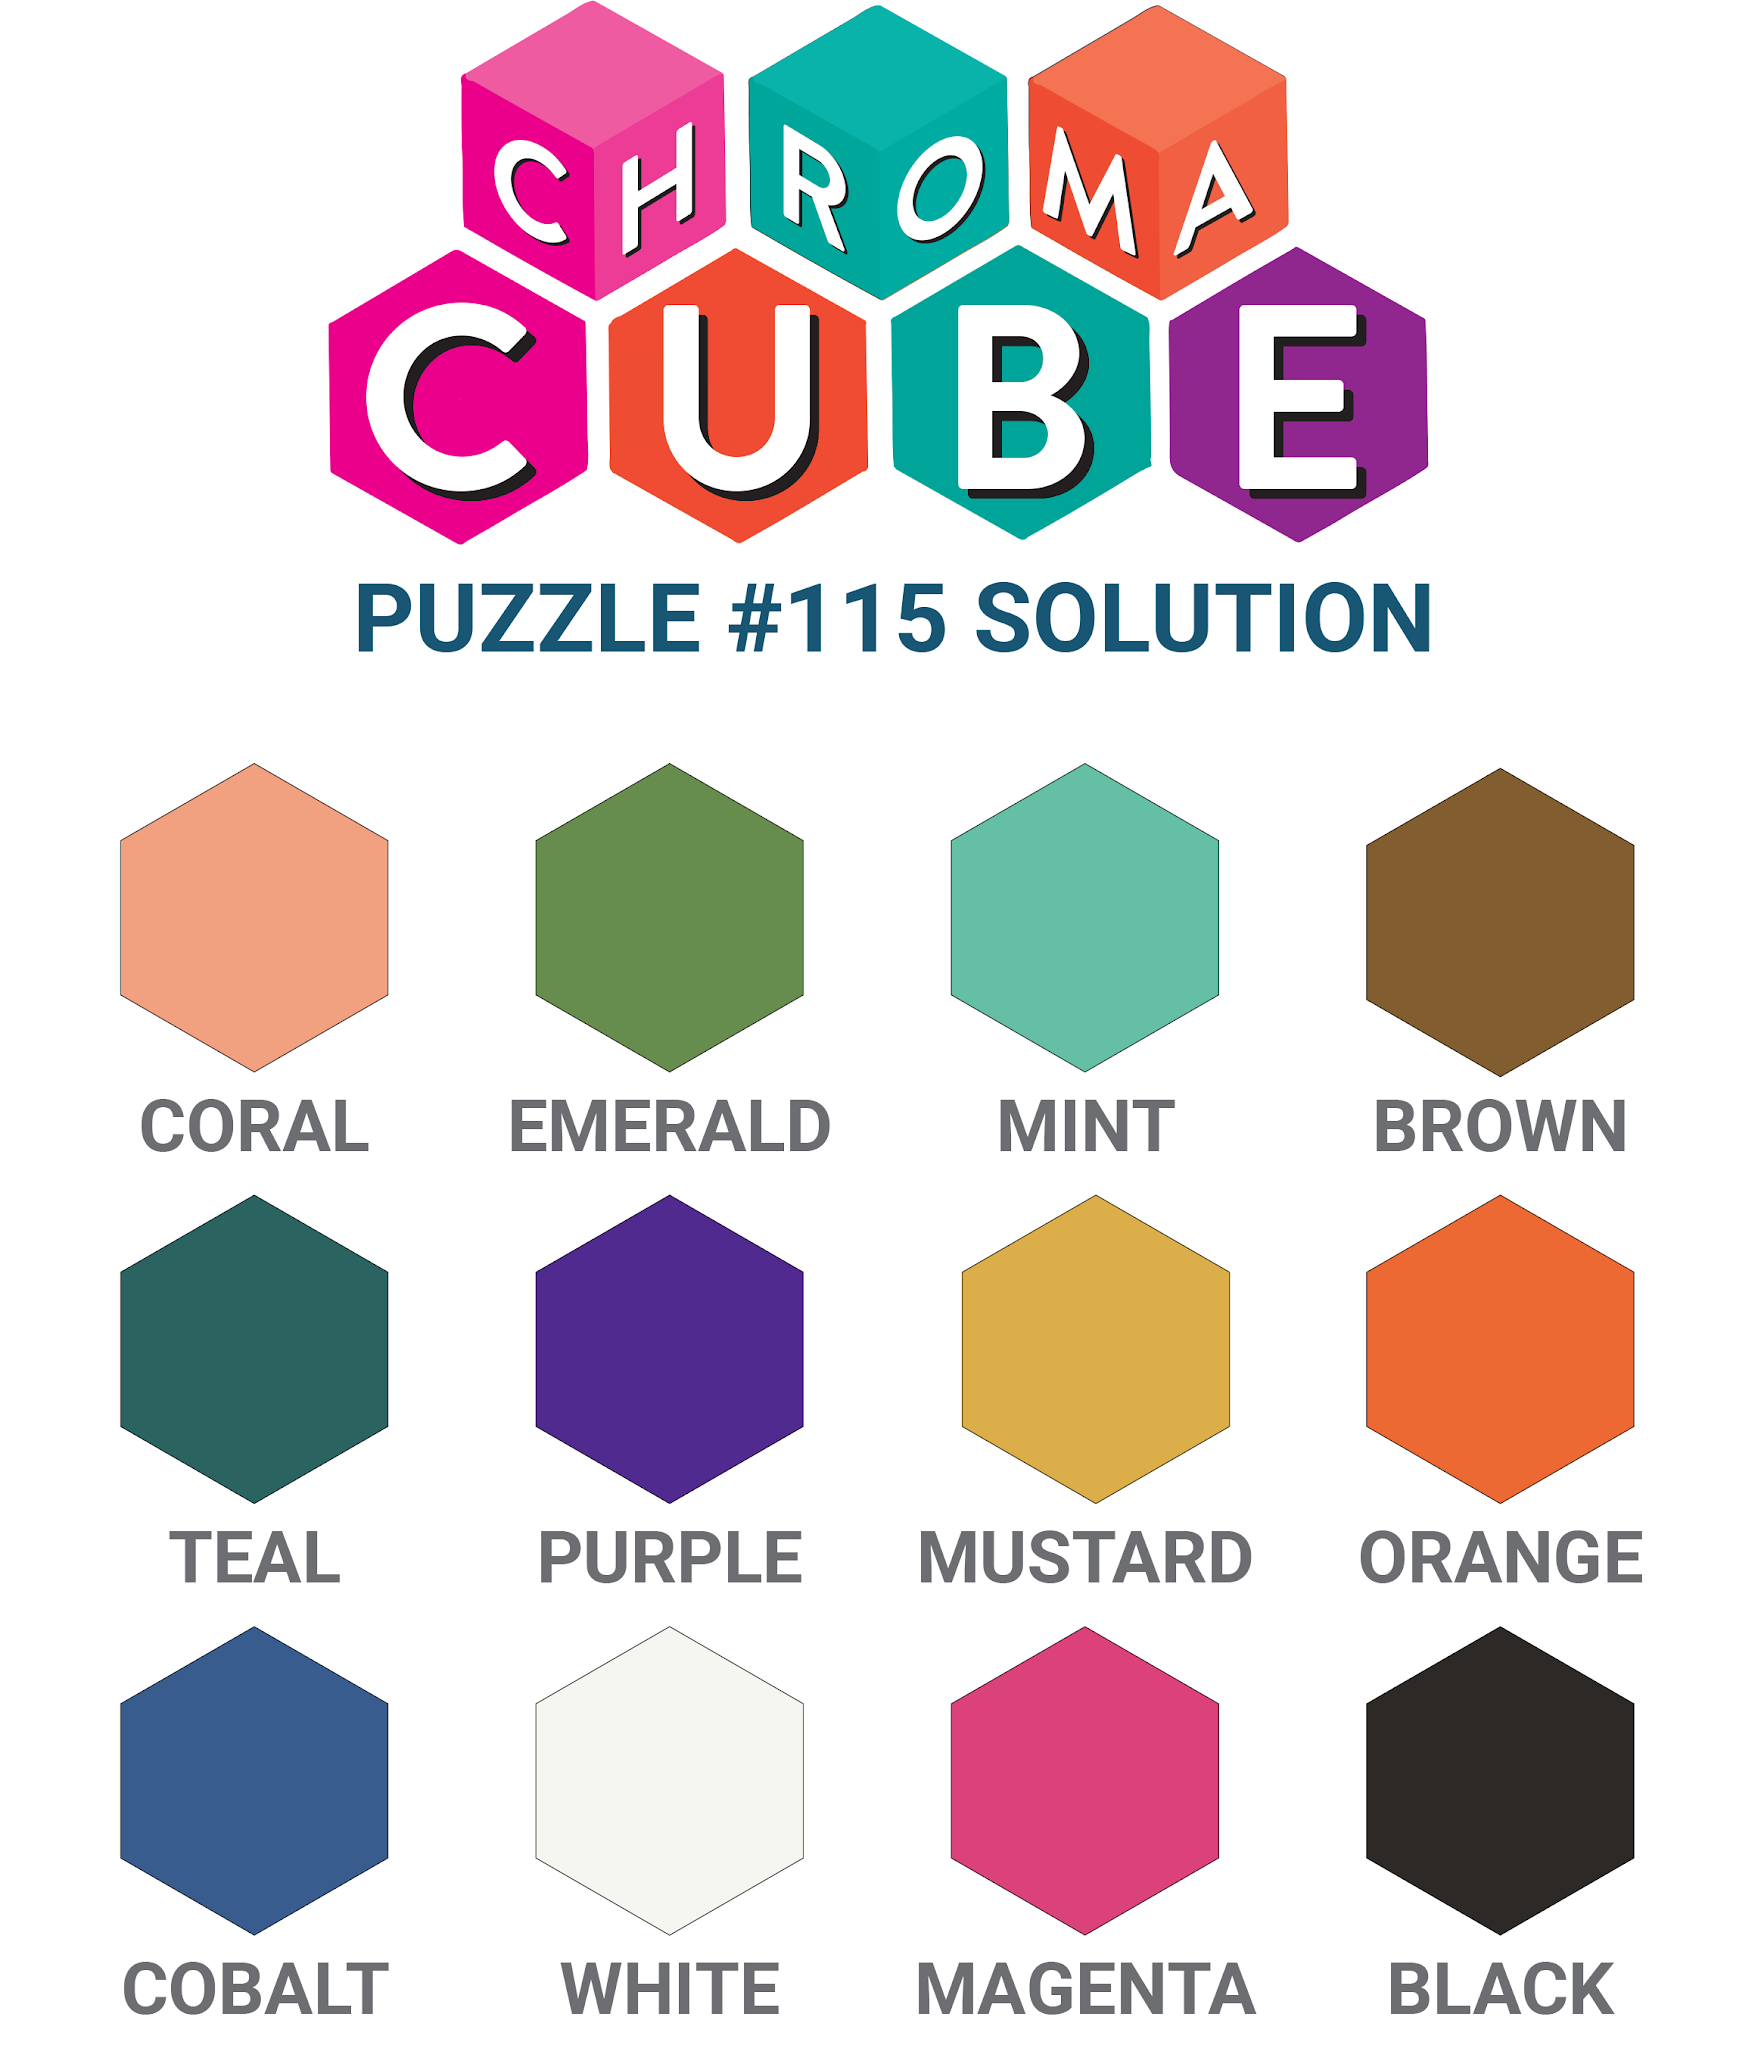 CHROMA
CUBE
PUZZLE #115 SOLUTION
CORAL EMERALD MINT BROWN
TEAL PURPLE MUSTARD ORANGE
COBALT WHITE MAGENTA BLACK